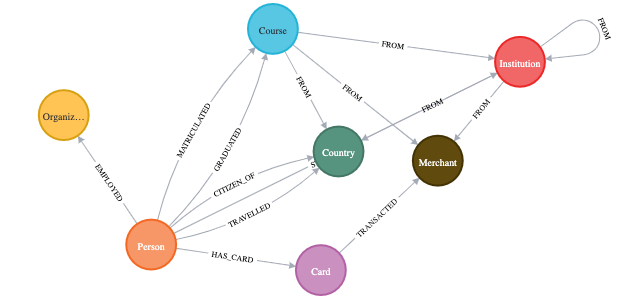 Course
FROM
FROM
Institution
FROM
FROM
FROM
FROM
Organiz...
MATRICULATED
GRADUATED
Country
Merchant
EMPLOYED
CITIZEN_OF
S
TRAVELLED
TRANSACTED
Person
HAS_CARD
Card